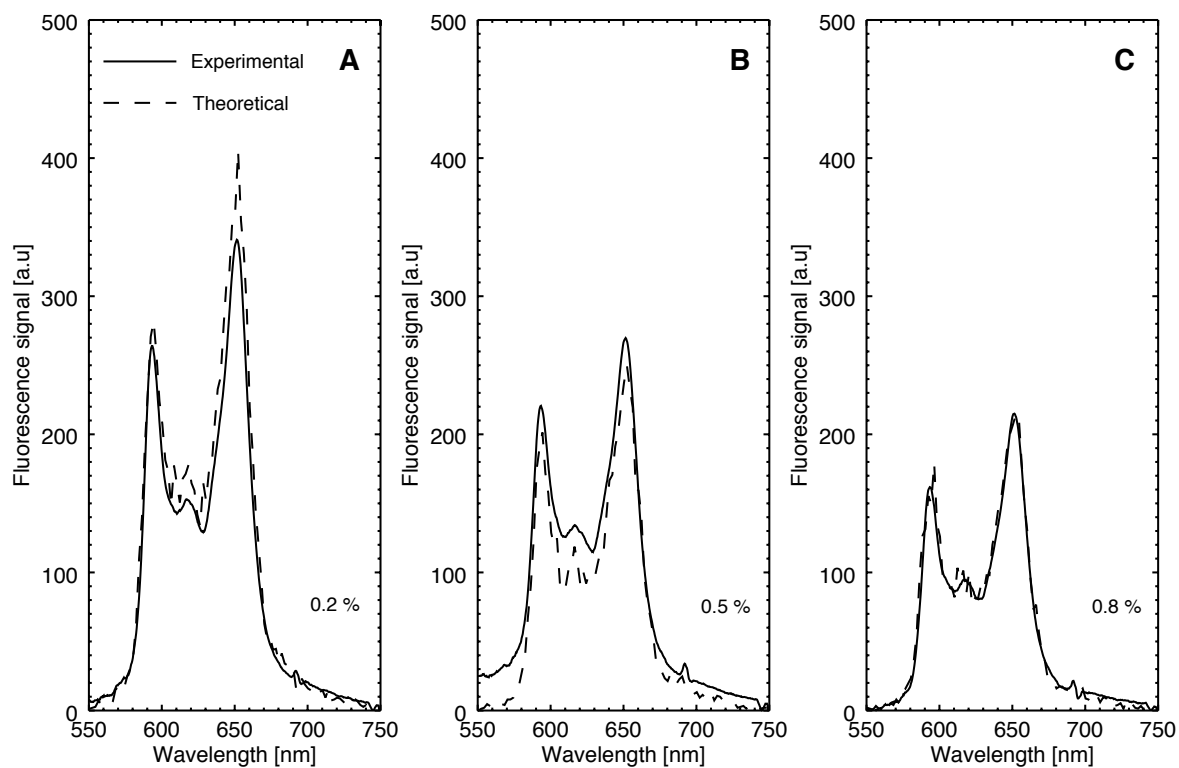 A
Experimental
Theoretical
0.2 %
500
400
300
200
100
0
Fluorescence signal [a.u]
550 600 650 700 750
Wavelength [nm]
B
0.5 %
500
400
300
200
100
0
Fluorescence signal [a.u]
550 600 650 700 750
Wavelength [nm]
C
0.8 %
500
400
300
200
100
0
Fluorescence signal [a.u]
550 600 650 700 750
Wavelength [nm]